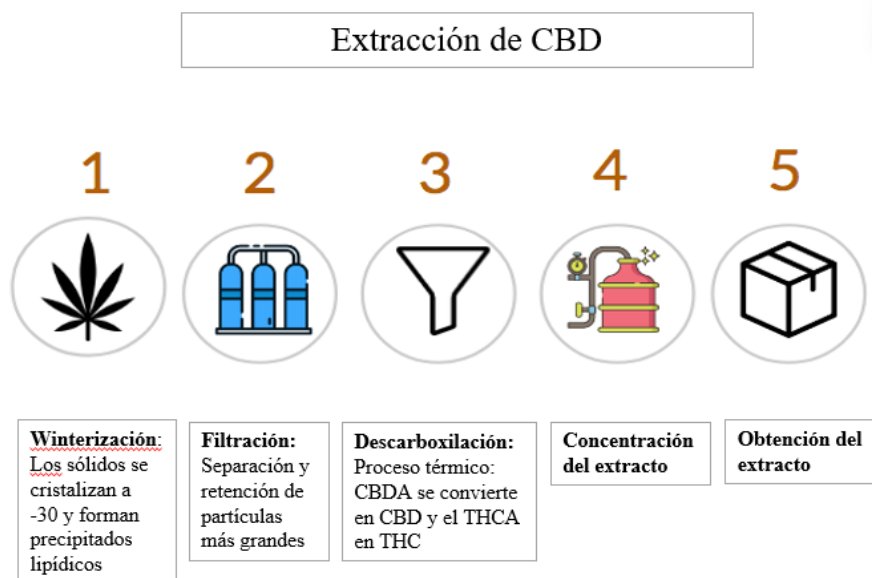 Extracción de CBD
1
2
3
4
5
Winterización:
Los sólidos se
cristalizan a
-30 y forman
precipitados
lipídicos
Filtración:
Separación y
retención de
partículas
más grandes
Descarboxilación:
Proceso térmico:
CBDA se convierte
en CBD y el THCA
en THC
Concentración
del extracto
Obtención del
extracto